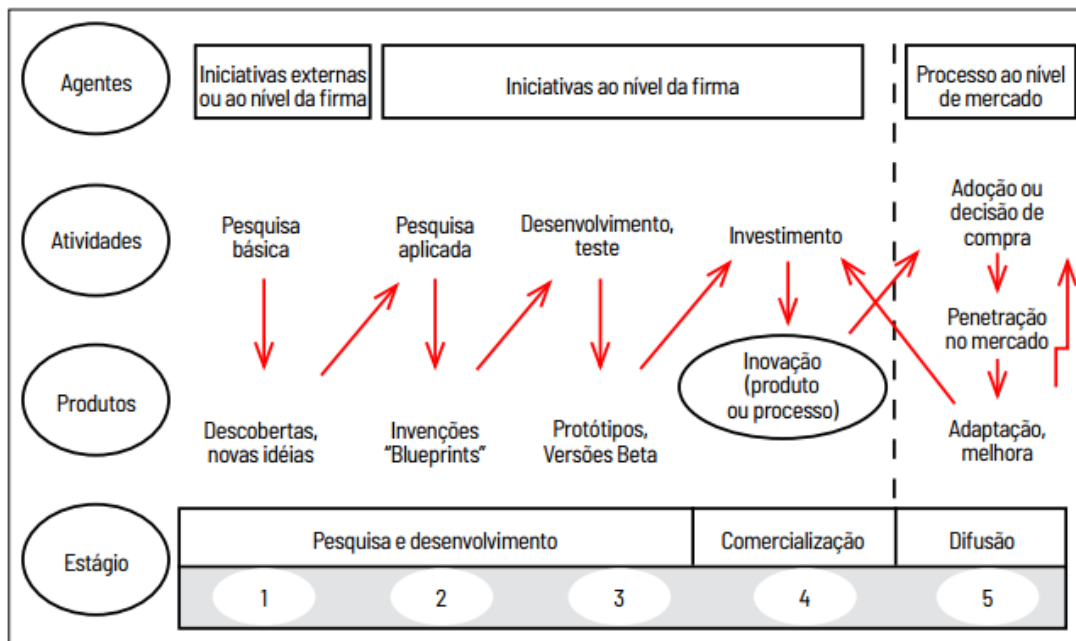 Agentes
Iniciativas externas
ou ao nível da firma
Iniciativas ao nível da firma
Processo ao nível
de mercado
Atividades
Pesquisa
básica
Pesquisa
aplicada
Desenvolvimento,
teste
Investimento
Adoção ou
decisão de
compra
Penetração
no mercado
Produtos
Descobertas,
novas idéias
Invenções
“Blueprints”
Protótipos,
Versões Beta
Inovação
(produto
ou processo)
Adaptação,
melhora
Estágio
Pesquisa e desenvolvimento
Comercialização
Difusão
1
2
3
4
5